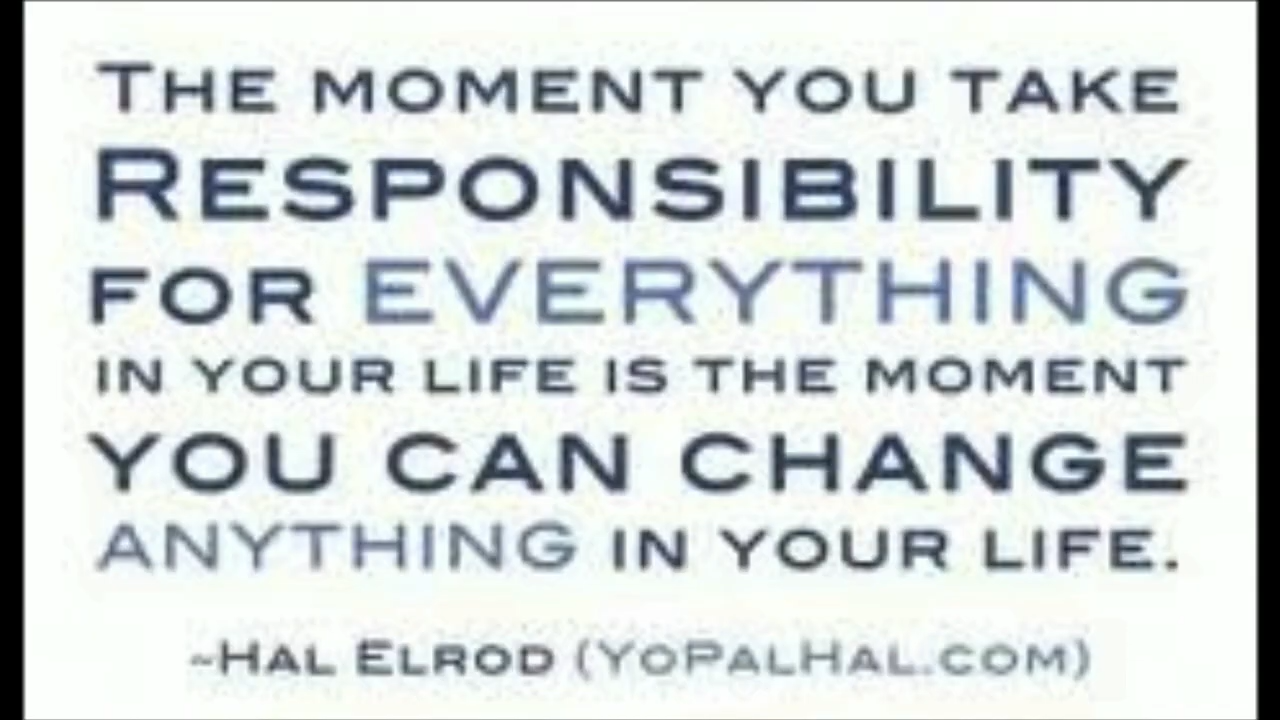 THE MOMENT YOU TAKE
RESPONSIBILITY
FOR EVERYTHING
IN YOUR LIFE IS THE MOMENT
YOU CAN CHANGE
ANYTHING IN YOUR LIFE.
~HAL ELROD (YOPALHAL.COM)